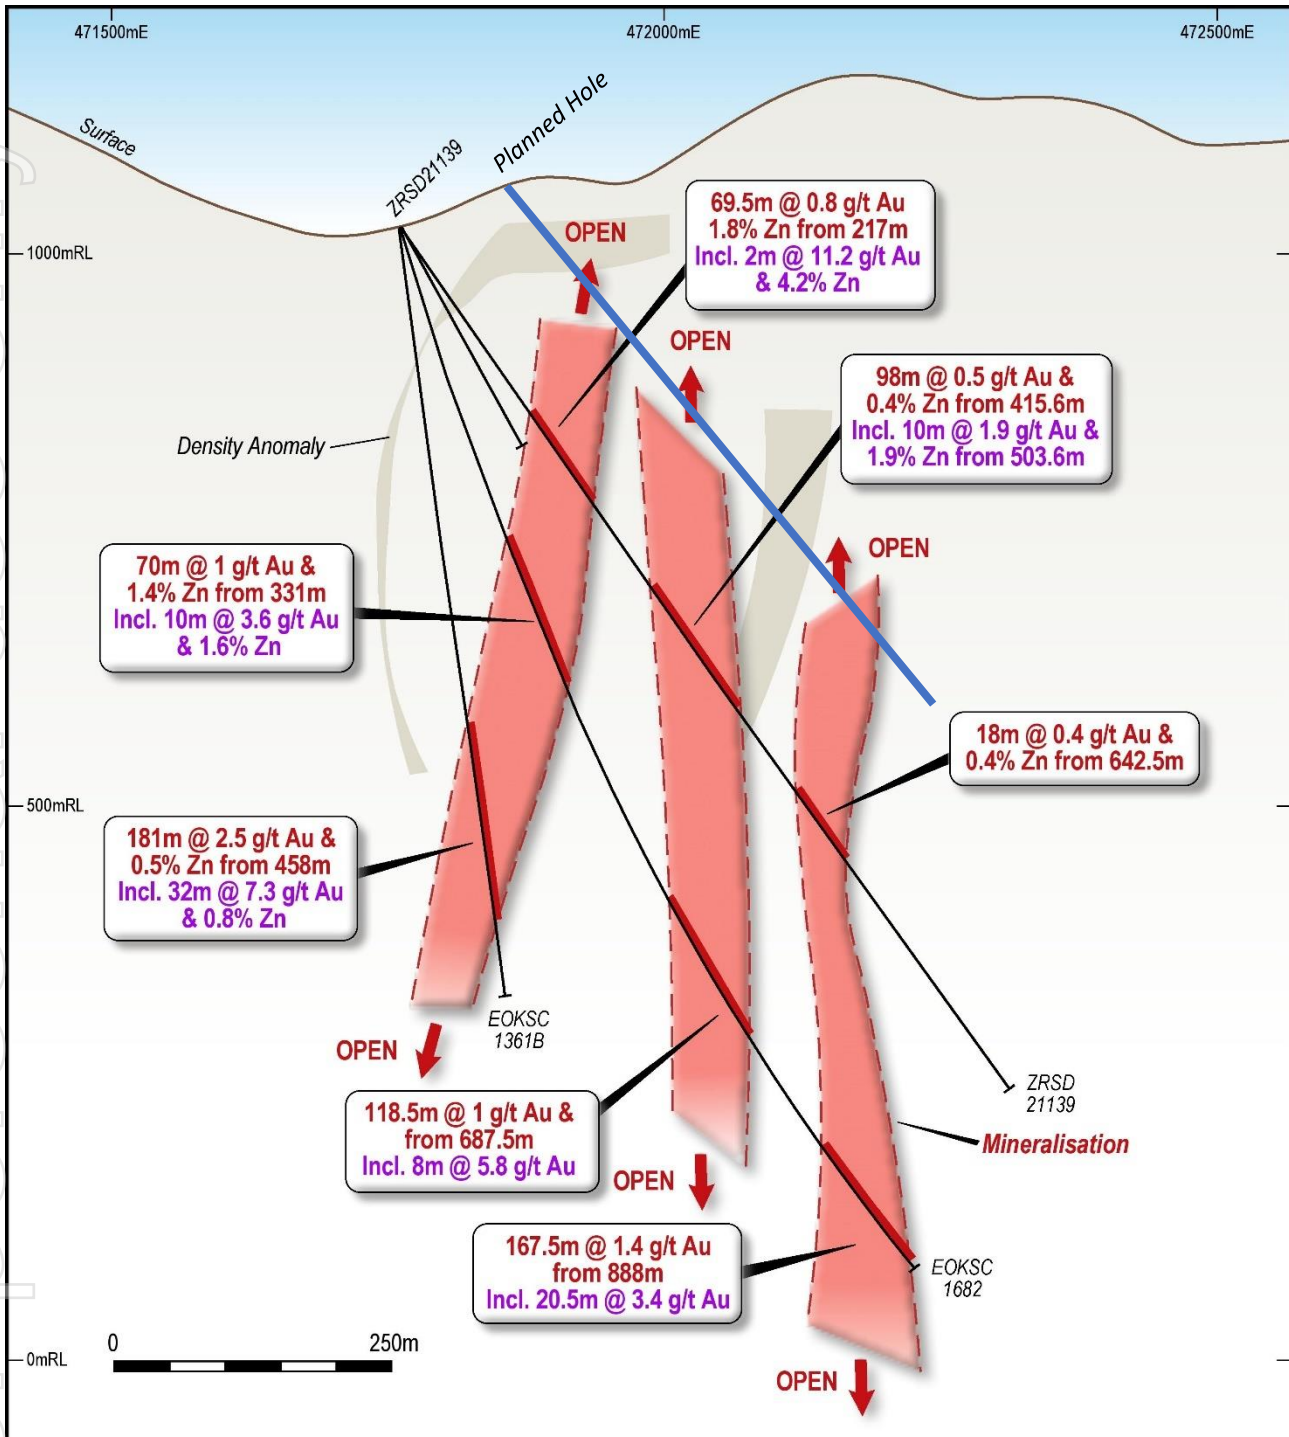 471500mE
472000mE
472500mE
Surface
ZRSD21139
Planned Hole
69.5m @ 0.8 g/t Au
1.8% Zn from 217m
Incl. 2m @ 11.2 g/t Au
& 4.2% Zn
OPEN
1000mRL
OPEN
98m @ 0.5 g/t Au &
0.4% Zn from 415.6m
Incl. 10m @ 1.9 g/t Au &
1.9% Zn from 503.6m
Density Anomaly
OPEN
70m @ 1 g/t Au &
1.4% Zn from 331m
Incl. 10m @ 3.6 g/t Au
& 1.6% Zn
18m @ 0.4 g/t Au &
0.4% Zn from 642.5m
500mRL
181m @ 2.5 g/t Au &
0.5% Zn from 458m
Incl. 32m @ 7.3 g/t Au
& 0.8% Zn
EOKSC
1361B
OPEN
ZRSD
21139
118.5m @ 1 g/t Au &
from 687.5m
Incl. 8m @ 5.8 g/t Au
Mineralisation
OPEN
167.5m @ 1.4 g/t Au
from 888m
Incl. 20.5m @ 3.4 g/t Au
EOKSC
1682
0
250m
0mRL
OPEN